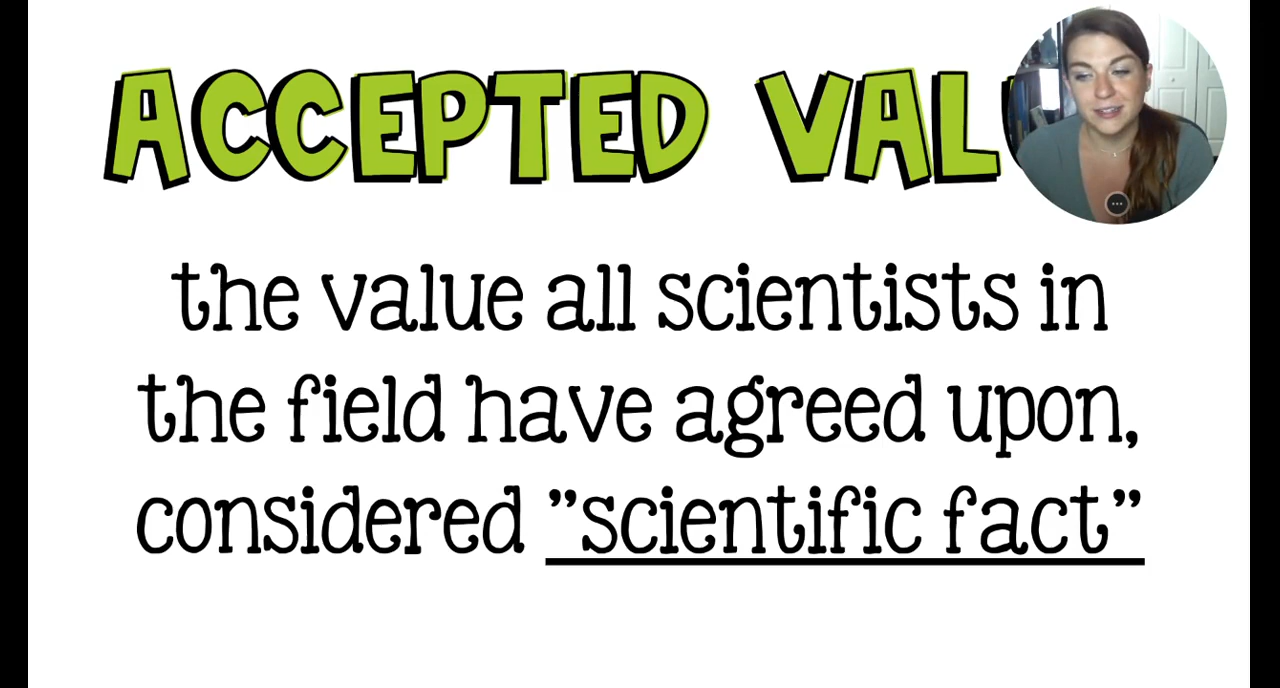 ACCEPTED VAL
the value all scientists in
the field have agreed upon,
considered "scientific fact"